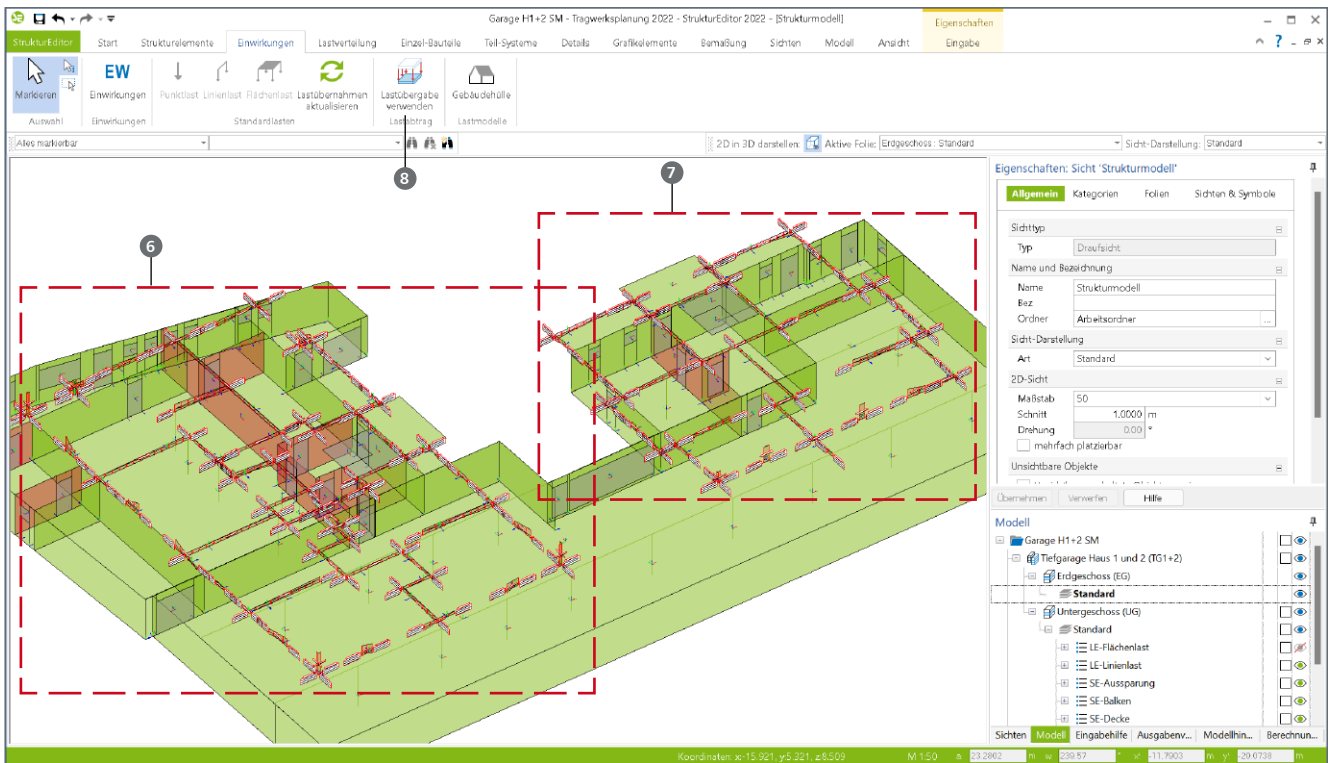 Garage H1+2 SM - Tragwerksplanung 2022 - StrukturEditor 2022 - [Strukturmodell]
Eigenschaften
StrukturEditor Start Strukturelemente Einwirkungen Lastverteilung Einzel-Bauteile Teil-Systeme Details Grafikelemente Bemaßung Sichten Modell Ansicht Eingabe
Markieren
EW
Einwirkungen
Punktlast Linienlast Flächenlast
Lastübernahmen aktualisieren
Lastübergabe verwenden
Gebäudehülle
Auswahl Einwirkungen Standardlasten Lastabtrag Lastmodelle
Alles markierbar
2D in 3D darstellen: Aktive Folie: Erdgeschoss : Standard Sicht-Darstellung: Standard
8
7
6
Eigenschaften: Sicht 'Strukturmodell'
Allgemein Kategorien Folien Sichten & Symbole
Sichttyp
Typ Draufsicht
Name und Bezeichnung
Name Strukturmodell
Bez
Ordner Arbeitsordner ...
Sicht-Darstellung
Art Standard
2D-Sicht
Maßstab 50
Schnitt 1.0000 m
Drehung 0.00 °
mehrfach platzierbar
Unsichtbare Objekte
Übernehmen Verwerfen Hilfe
Modell
Garage H1+2 SM
Tiefgarage Haus 1 und 2 (TG1+2)
Erdgeschoss (EG)
Standard
Untergeschoss (UG)
Standard
LE-Flächenlast
LE-Linienlast
SE-Aussparung
SE-Balken
SE-Decke
Sichten Modell Eingabehilfe Ausgabenv... Modellhin... Berechnun...
Koordinaten: x:-15.921, y:5.321, z:8.509 M 1:50 a 23.2802 m w 239.57 ° x' -11.7903 m y' -20.0738 m